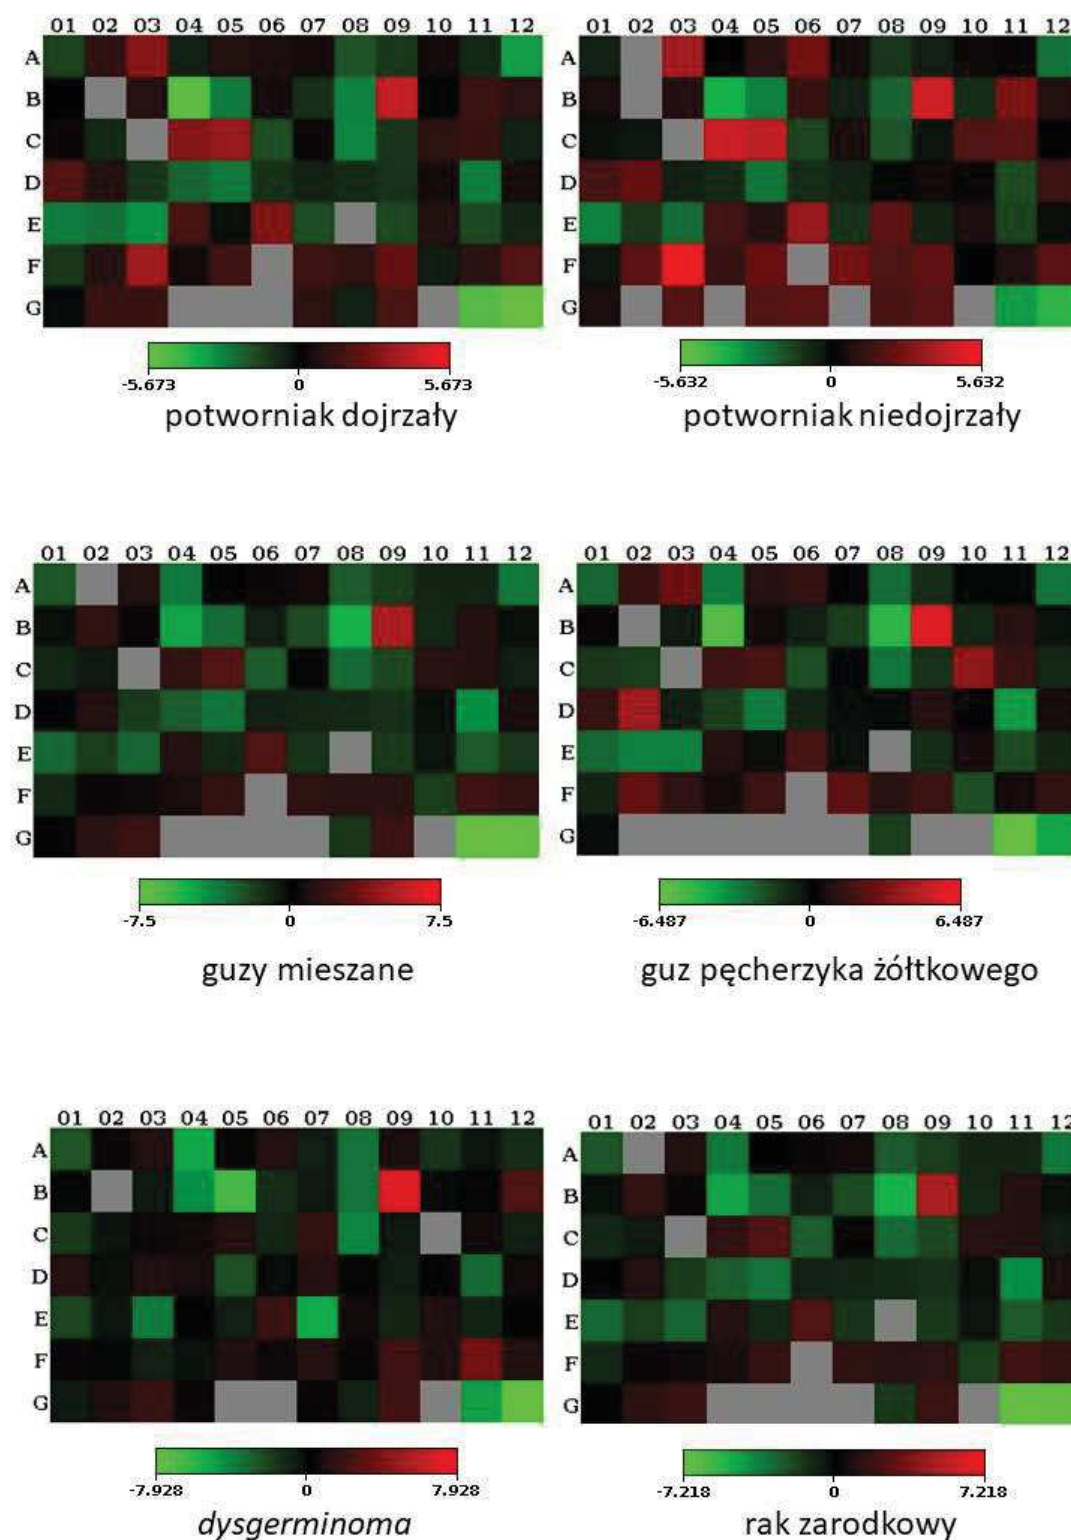 01 02 03 04 05 06 07 08 09 10 11 12
A
B
C
D
E
F
G
-5.673 0 5.673
potworniak dojrzały
01 02 03 04 05 06 07 08 09 10 11 12
A
B
C
D
E
F
G
-5.632 0 5.632
potworniak niedojrzały
01 02 03 04 05 06 07 08 09 10 11 12
A
B
C
D
E
F
G
-7.5 0 7.5
guzy mieszane
01 02 03 04 05 06 07 08 09 10 11 12
A
B
C
D
E
F
G
-6.487 0 6.487
guz pęcherzyka żółtkowego
01 02 03 04 05 06 07 08 09 10 11 12
A
B
C
D
E
F
G
-7.928 0 7.928
dysgerminoma
01 02 03 04 05 06 07 08 09 10 11 12
A
B
C
D
E
F
G
-7.218 0 7.218
rak zarodkowy